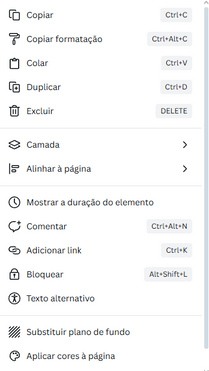 Copiar Ctrl+C
Copiar formatação Ctrl+Alt+C
Colar Ctrl+V
Duplicar Ctrl+D
Excluir DELETE
Camada
Alinhar à página
Mostrar a duração do elemento
Comentar Ctrl+Alt+N
Adicionar link Ctrl+K
Bloquear Alt+Shift+L
Texto alternativo
Substituir plano de fundo
Aplicar cores à página